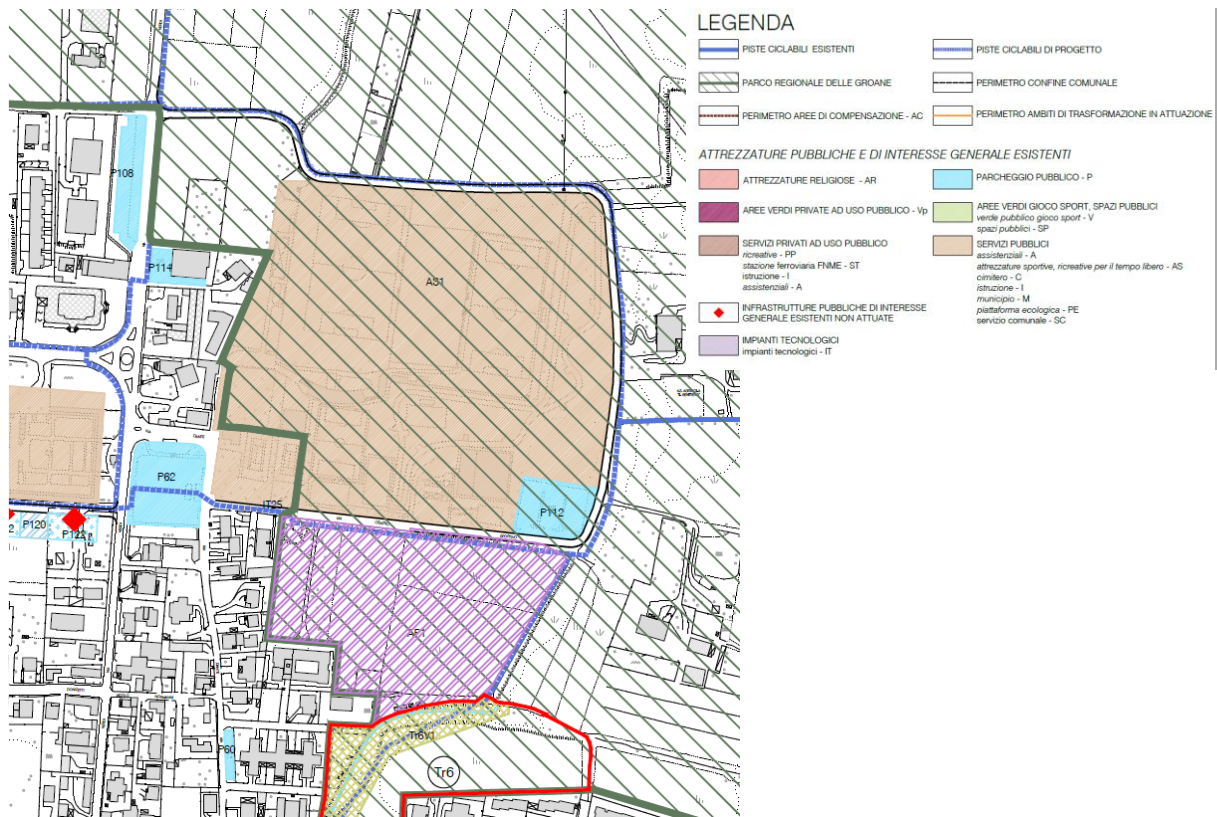 LEGENDA
PISTE CICLABILI ESISTENTI
PISTE CICLABILI DI PROGETTO
PARCO REGIONALE DELLE GROANE
PERIMETRO CONFINE COMUNALE
PERIMETRO AREE DI COMPENSAZIONE - AC
PERIMETRO AMBITI DI TRASFORMAZIONE IN ATTUAZIONE
ATTREZZATURE PUBBLICHE E DI INTERESSE GENERALE ESISTENTI
ATTREZZATURE RELIGIOSE - AR
PARCHEGGIO PUBBLICO - P
AREE VERDI PRIVATE AD USO PUBBLICO - Vp
AREE VERDI GIOCO SPORT, SPAZI PUBBLICI
verde pubblico gioco sport - V
spazi pubblici - SP
SERVIZI PRIVATI AD USO PUBBLICO
ricreative - PP
stazione ferroviaria FNME - ST
istruzione - I
assistenziali - A
SERVIZI PUBBLICI
assistenziali - A
attrezzature sportive, ricreative per il tempo libero - AS
cimitero - C
istruzione - I
municipio - M
piattaforma ecologica - PE
servizio comunale - SC
INFRASTRUTTURE PUBBLICHE DI INTERESSE
GENERALE ESISTENTI NON ATTUATE
IMPIANTI TECNOLOGICI
impianti tecnologici - IT
P108
P114
AS1
P62
IT25
P112
P120
P122
P60
Tr6V1
Tr6